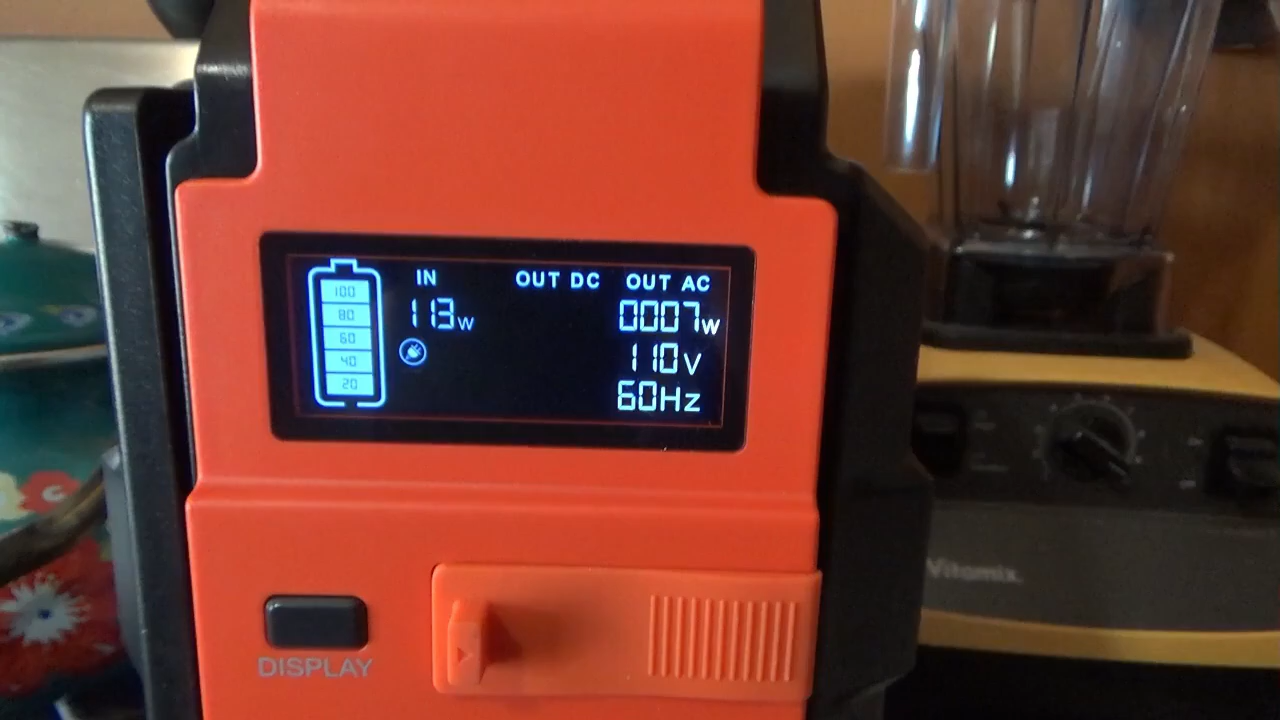 IN OUT DC OUT AC
100
80
60
40
20
113W
0007W
110V
60Hz
DISPLAY
Vitamix.